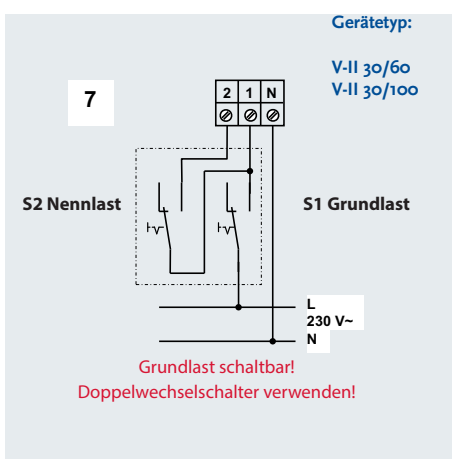 Gerätetyp:
V-II 30/60
V-II 30/100
7
2 1 N
S2 Nennlast
S1 Grundlast
L
230 V~
N
Grundlast schaltbar!
Doppelwechselschalter verwenden!